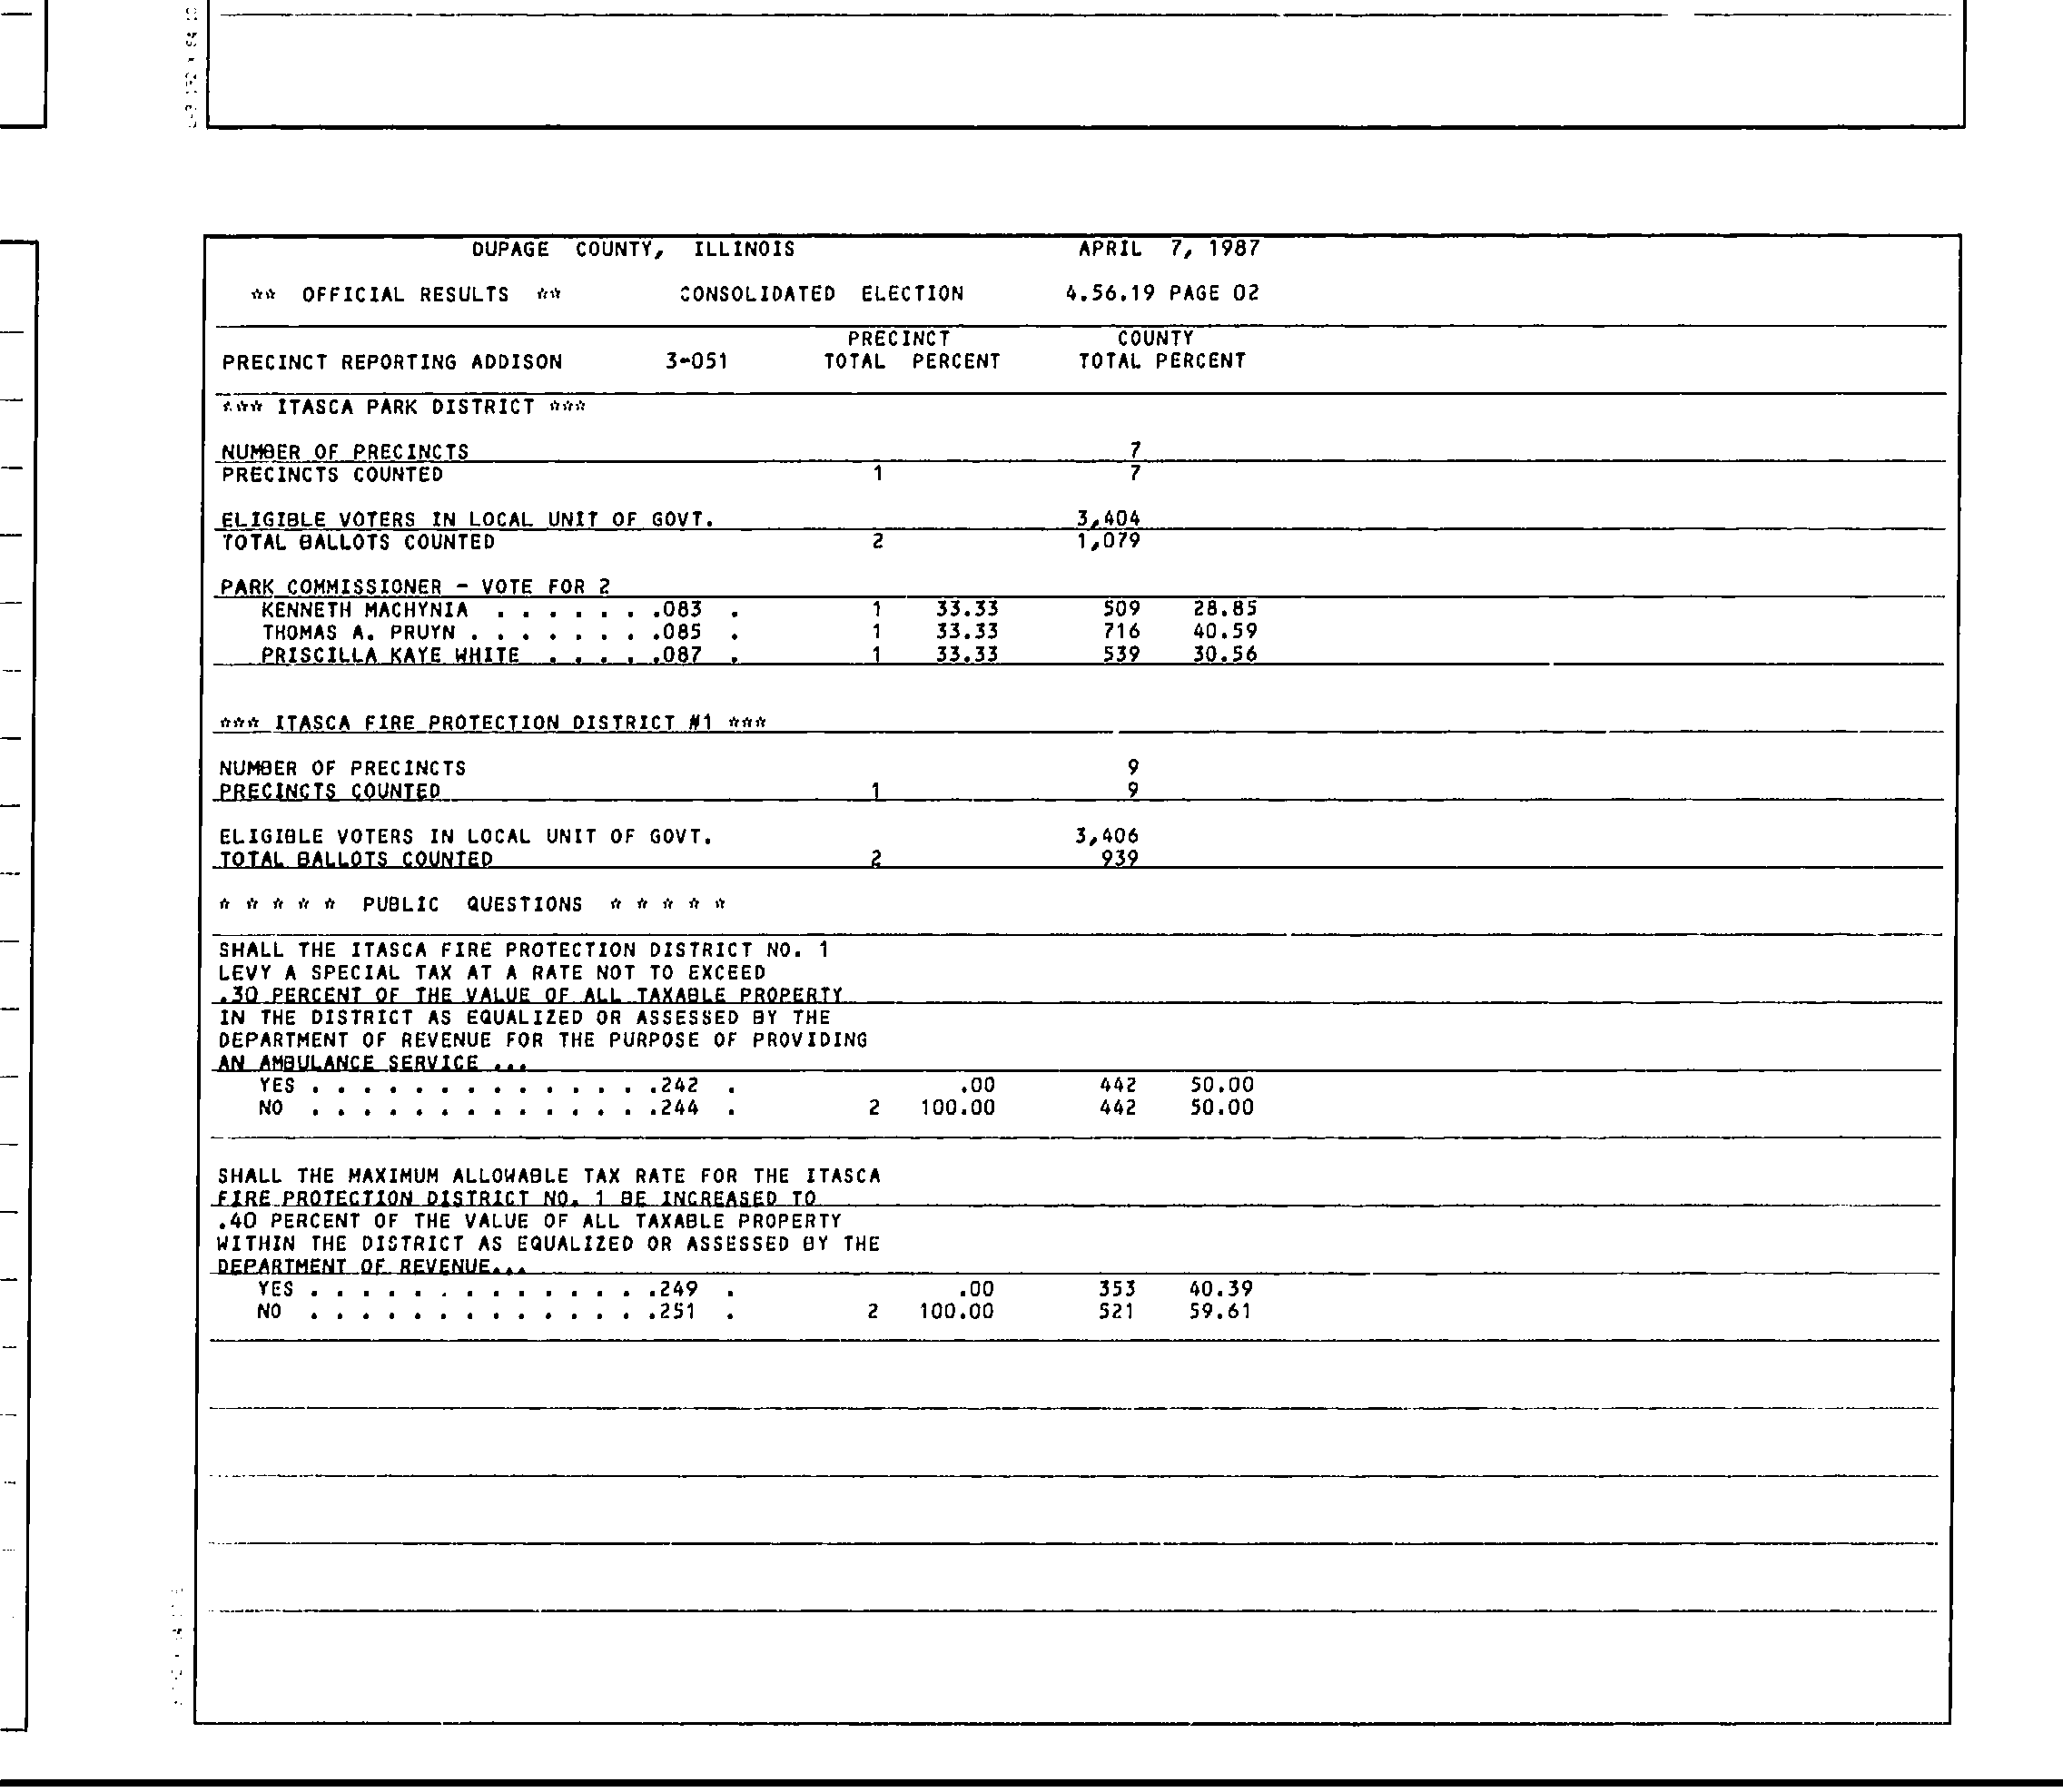 DUPAGE COUNTY, ILLINOIS APRIL 7, 1987
** OFFICIAL RESULTS ** CONSOLIDATED ELECTION 4.56.19 PAGE 02
PRECINCT COUNTY
PRECINCT REPORTING ADDISON 3-051 TOTAL PERCENT TOTAL PERCENT
*** ITASCA PARK DISTRICT ***
NUMBER OF PRECINCTS 7
PRECINCTS COUNTED 1 7
ELIGIBLE VOTERS IN LOCAL UNIT OF GOVT. 3,404
TOTAL BALLOTS COUNTED 2 1,079
PARK COMMISSIONER - VOTE FOR 2
KENNETH MACHYNIA . . . . . . .083 . 1 33.33 509 28.85
THOMAS A. PRUYN . . . . . . . .085 . 1 33.33 716 40.59
PRISCILLA KAYE WHITE . . . . .087 . 1 33.33 539 30.56
*** ITASCA FIRE PROTECTION DISTRICT #1 ***
NUMBER OF PRECINCTS 9
PRECINCTS COUNTED 1 9
ELIGIBLE VOTERS IN LOCAL UNIT OF GOVT. 3,406
TOTAL BALLOTS COUNTED 2 939
* * * * * PUBLIC QUESTIONS * * * * *
SHALL THE ITASCA FIRE PROTECTION DISTRICT NO. 1
LEVY A SPECIAL TAX AT A RATE NOT TO EXCEED
.30 PERCENT OF THE VALUE OF ALL TAXABLE PROPERTY
IN THE DISTRICT AS EQUALIZED OR ASSESSED BY THE
DEPARTMENT OF REVENUE FOR THE PURPOSE OF PROVIDING
AN AMBULANCE SERVICE ...
YES . . . . . . . . . . . . . .242 . .00 442 50.00
NO . . . . . . . . . . . . . .244 . 2 100.00 442 50.00
SHALL THE MAXIMUM ALLOWABLE TAX RATE FOR THE ITASCA
FIRE PROTECTION DISTRICT NO. 1 BE INCREASED TO
.40 PERCENT OF THE VALUE OF ALL TAXABLE PROPERTY
WITHIN THE DISTRICT AS EQUALIZED OR ASSESSED BY THE
DEPARTMENT OF REVENUE...
YES . . . . . . . . . . . . . .249 . .00 353 40.39
NO . . . . . . . . . . . . . .251 . 2 100.00 521 59.61